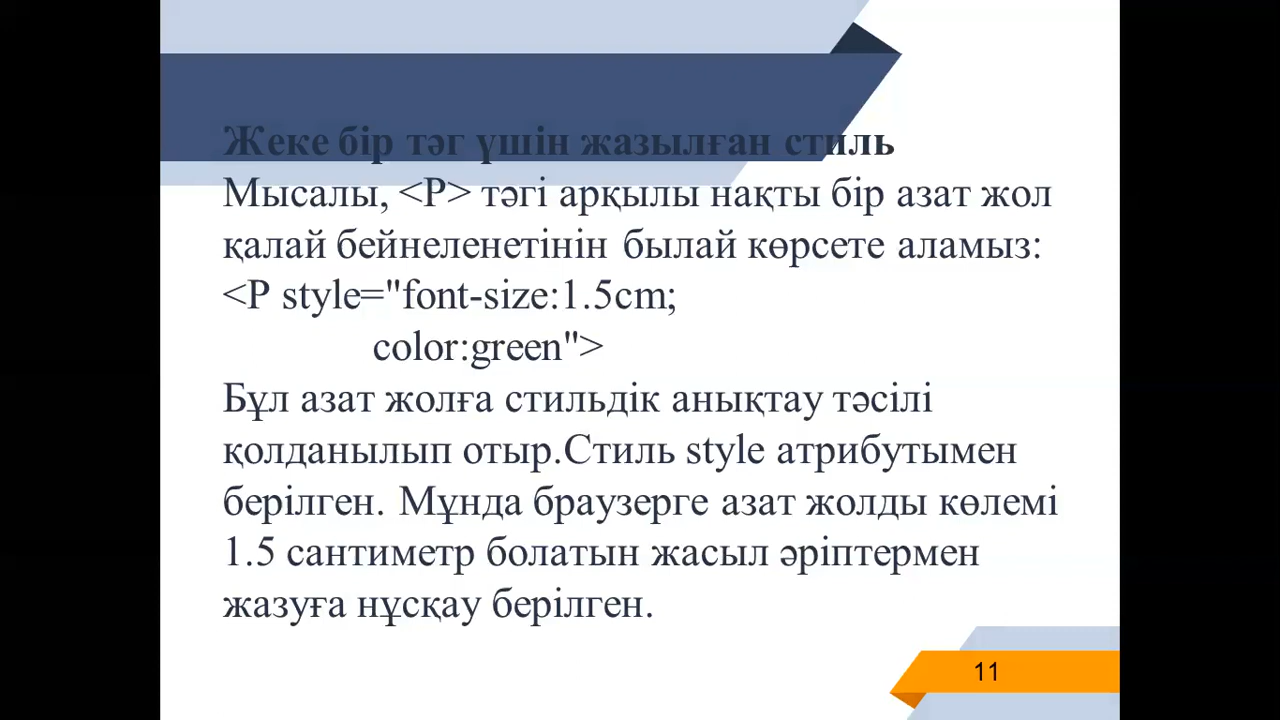 Жеке бір тәг үшін жазылған стиль
Мысалы, <P> тәгі арқылы нақты бір азат жол
қалай бейнеленетінін былай көрсете аламыз:
<P style="font-size:1.5cm;
color:green">
Бұл азат жолға стильдік анықтау тәсілі
қолданылып отыр.Стиль style атрибутымен
берілген. Мұнда браузерге азат жолды көлемі
1.5 сантиметр болатын жасыл әріптермен
жазуға нұсқау берілген.
11